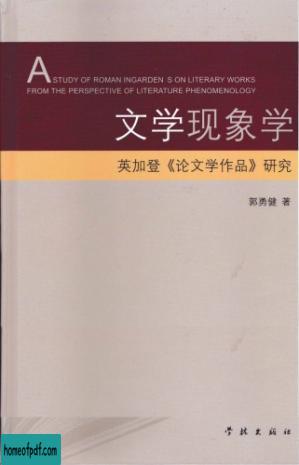 A STUDY OF ROMAN INGARDEN S ON LITERARY WORKS
FROM THE PERSPECTIVE OF LITERATURE PHENOMENOLOGY
文学现象学
英加登《论文学作品》研究
郭勇健 著
学林出版社
homeofpdf.com